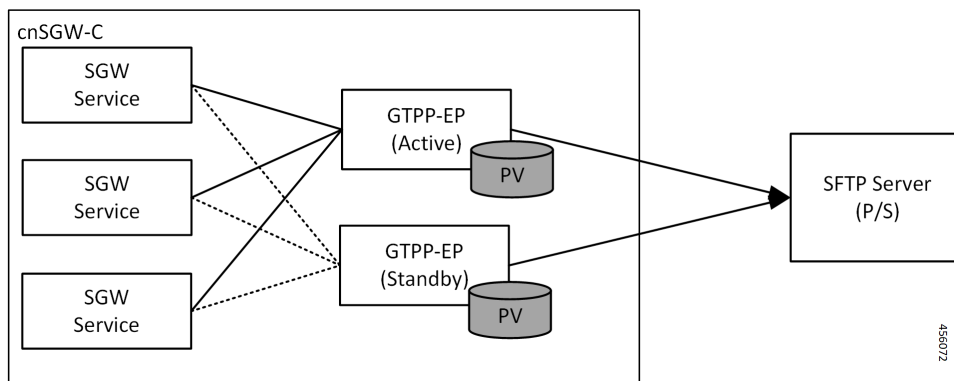 cnSGW-C
SGW
Service
SGW
Service
SGW
Service
GTPP-EP
(Active)
PV
GTPP-EP
(Standby)
PV
SFTP Server
(P/S)
456072